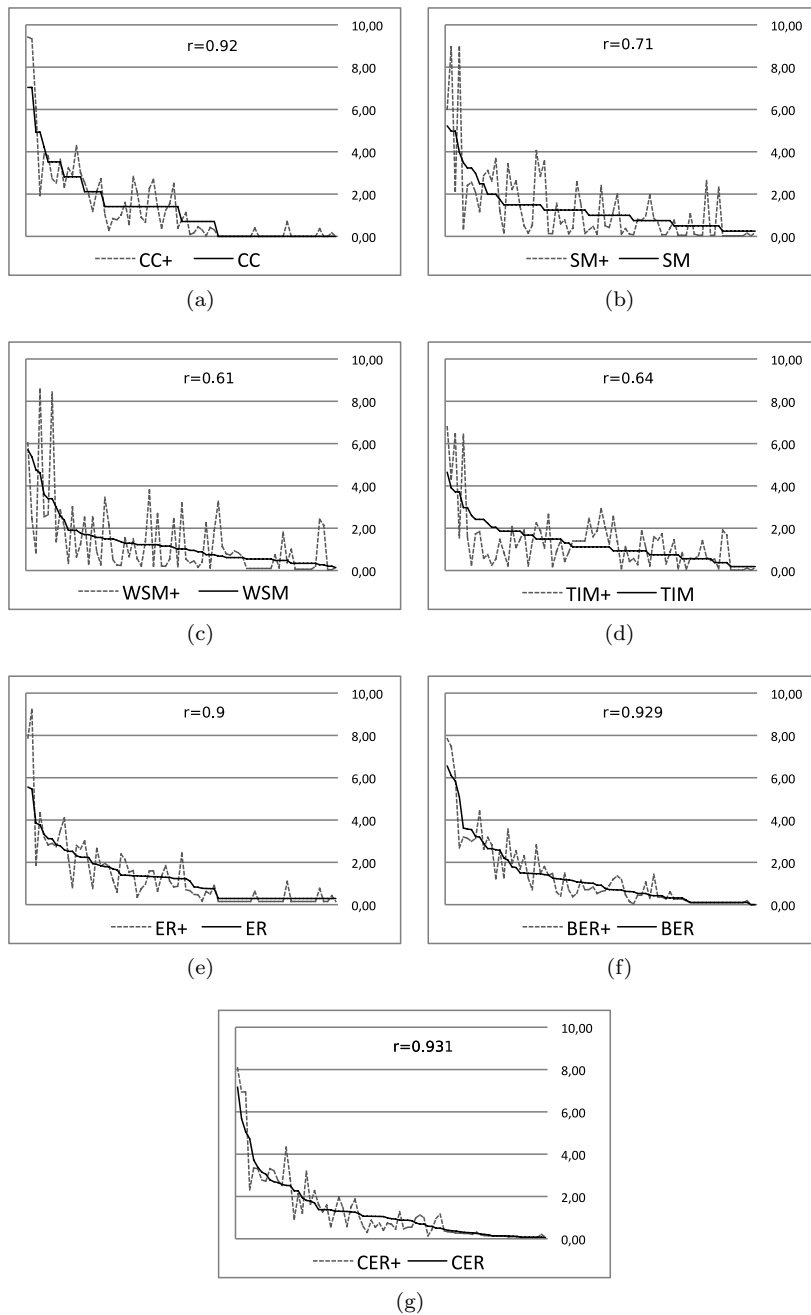 r=0.92
10,00
8,00
6,00
4,00
2,00
0,00
CC+ CC
(a)
r=0.71
10,00
8,00
6,00
4,00
2,00
0,00
SM+ SM
(b)
r=0.61
10,00
8,00
6,00
4,00
2,00
0,00
WSM+ WSM
(c)
r=0.64
10,00
8,00
6,00
4,00
2,00
0,00
TIM+ TIM
(d)
r=0.9
10,00
8,00
6,00
4,00
2,00
0,00
ER+ ER
(e)
r=0.929
10,00
8,00
6,00
4,00
2,00
0,00
BER+ BER
(f)
r=0.931
10,00
8,00
6,00
4,00
2,00
0,00
CER+ CER
(g)